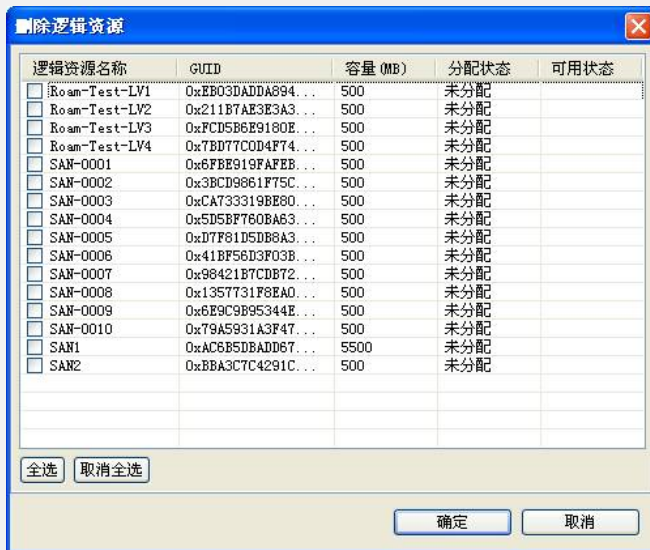 删除逻辑资源
逻辑资源名称 GUID 容量(MB) 分配状态 可用状态
Roam-Test-LV1 0xEB03DADDA894... 500 未分配
Roam-Test-LV2 0x211B7AE3E3A3... 500 未分配
Roam-Test-LV3 0xFCD5B6E9180E... 500 未分配
Roam-Test-LV4 0x7BD77C0D4F74... 500 未分配
SAN-0001 0x6FBE919FAFEB... 500 未分配
SAN-0002 0x3BCD9861F75C... 500 未分配
SAN-0003 0xCA733319BE80... 500 未分配
SAN-0004 0x5D5BF760BA63... 500 未分配
SAN-0005 0xD7F81D5DB8A3... 500 未分配
SAN-0006 0x41BF56D3F03B... 500 未分配
SAN-0007 0x98421B7CDB72... 500 未分配
SAN-0008 0x1357731F8EA0... 500 未分配
SAN-0009 0x6E9C9B95344E... 500 未分配
SAN-0010 0x79A5931A3F47... 500 未分配
SAN1 0xAC6B5DBADD67... 5500 未分配
SAN2 0xBBA3C7C4291C... 500 未分配
全选 取消全选
确定 取消